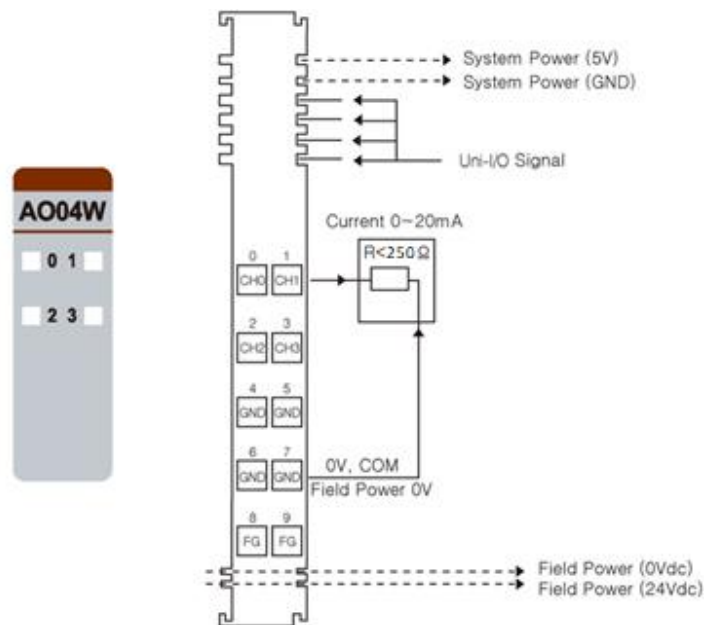 System Power (5V)
System Power (GND)
Uni-I/O Signal
AO04W
0 1
2 3
Current 0~20mA
R<250Ω
0 1
CH0 CH1
2 3
CH2 CH3
4 5
GND GND
6 7
GND GND
0V, COM
Field Power 0V
8 9
FG FG
Field Power (0Vdc)
Field Power (24Vdc)